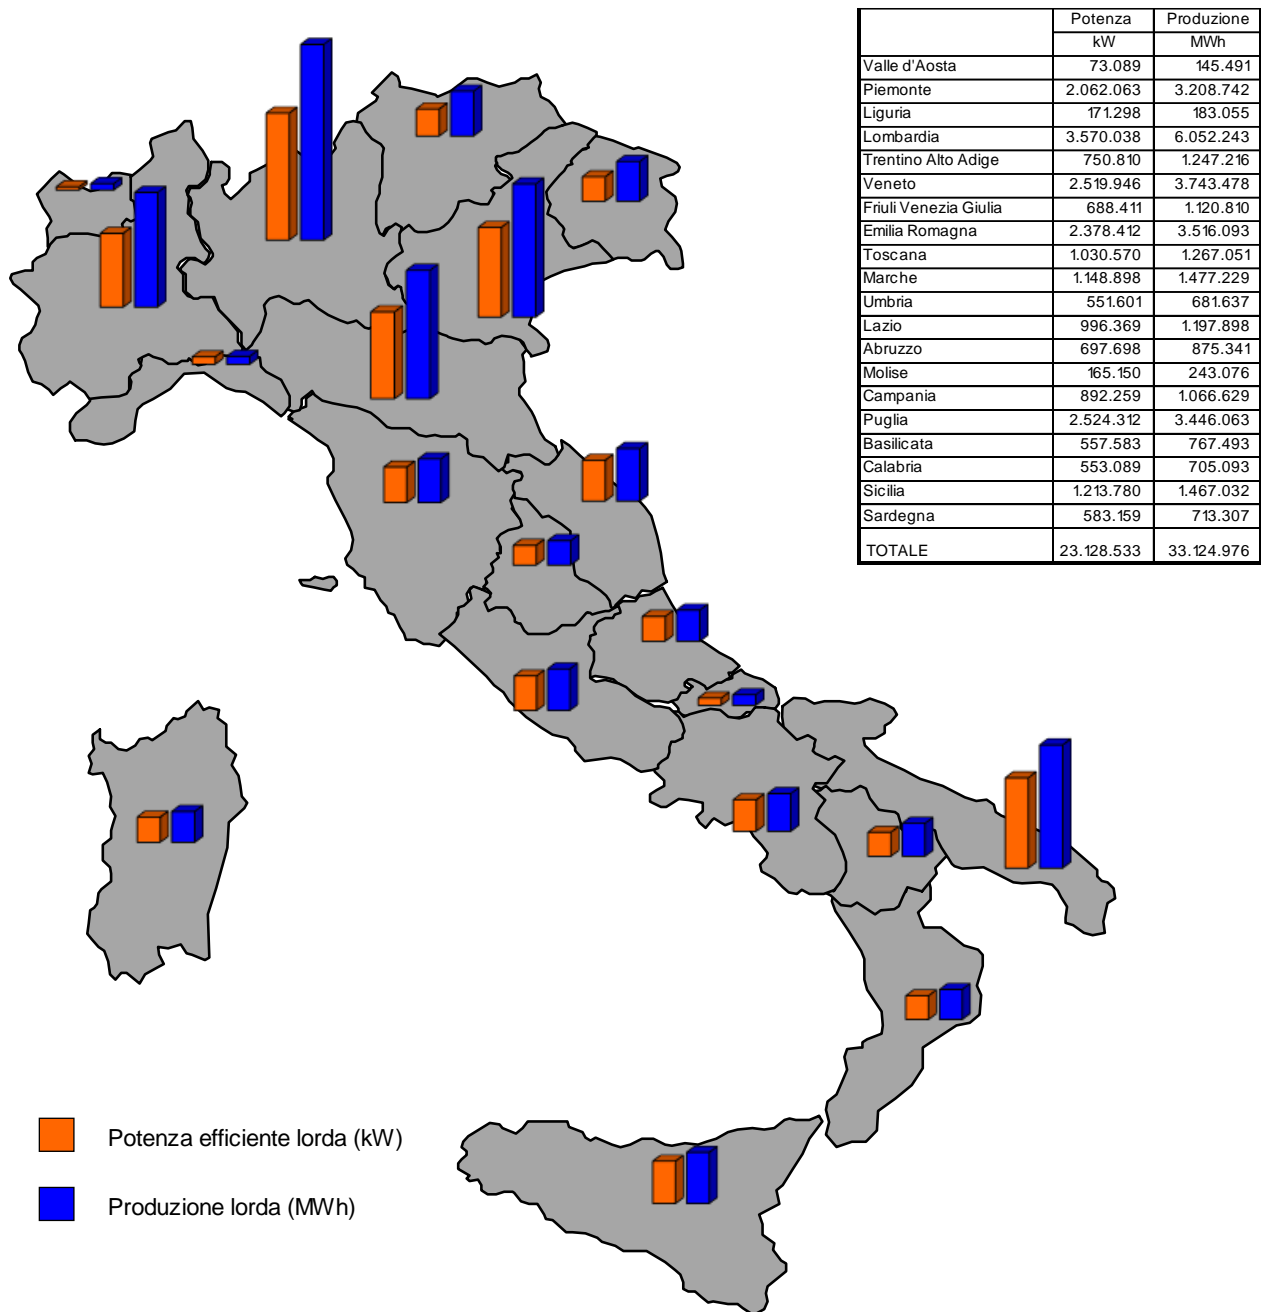 Potenza Produzione
kW MWh
Valle d'Aosta 73.089 145.491
Piemonte 2.062.063 3.208.742
Liguria 171.298 183.055
Lombardia 3.570.038 6.052.243
Trentino Alto Adige 750.810 1.247.216
Veneto 2.519.946 3.743.478
Friuli Venezia Giulia 688.411 1.120.810
Emilia Romagna 2.378.412 3.516.093
Toscana 1.030.570 1.267.051
Marche 1.148.898 1.477.229
Umbria 551.601 681.637
Lazio 996.369 1.197.898
Abruzzo 697.698 875.341
Molise 165.150 243.076
Campania 892.259 1.066.629
Puglia 2.524.312 3.446.063
Basilicata 557.583 767.493
Calabria 553.089 705.093
Sicilia 1.213.780 1.467.032
Sardegna 583.159 713.307
TOTALE 23.128.533 33.124.976
Potenza efficiente lorda (kW)
Produzione lorda (MWh)